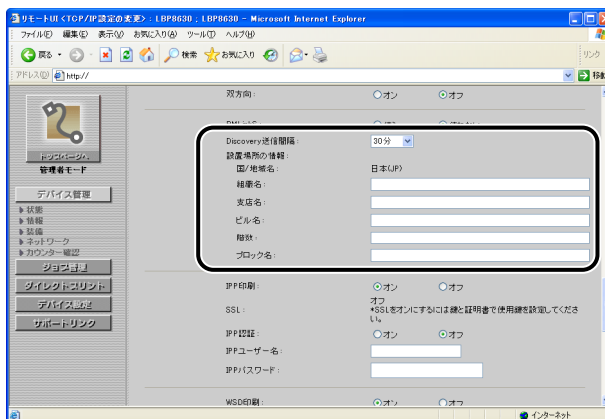 リモートUI <TCP/IP設定の変更> : LBP8630 ; LBP8630 - Microsoft Internet Explorer
ファイル(F) 編集(E) 表示(V) お気に入り(A) ツール(T) ヘルプ(H)
戻る 検索 お気に入り リンク
アドレス(D) http:// 移動
トップページへ
管理者モード
デバイス管理
状態
情報
装備
ネットワーク
カウンター確認
ジョブ管理
ダイレクトプリント
デバイス設定
サポートリンク
双方向 : オン オフ
Discovery送信間隔 : 30分
設置場所の情報 :
国/地域名 : 日本(JP)
組織名 :
支店名 :
ビル名 :
階数 :
ブロック名 :
IPP印刷 : オン オフ
SSL : オフ
*SSLをオンにするには鍵と証明書で使用鍵を設定してください。
IPP認証 : オン オフ
IPPユーザー名 :
IPPパスワード :
WSD印刷 : オン オフ
インターネット